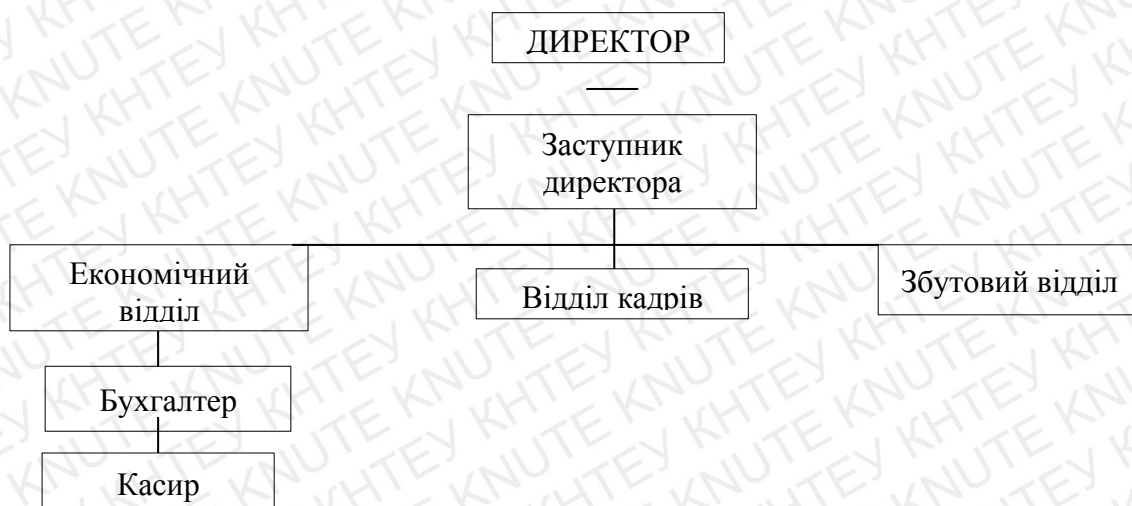 ДИРЕКТОР
Заступник
директора
Економічний
відділ
Відділ кадрів
Збутовий відділ
Бухгалтер
Касир